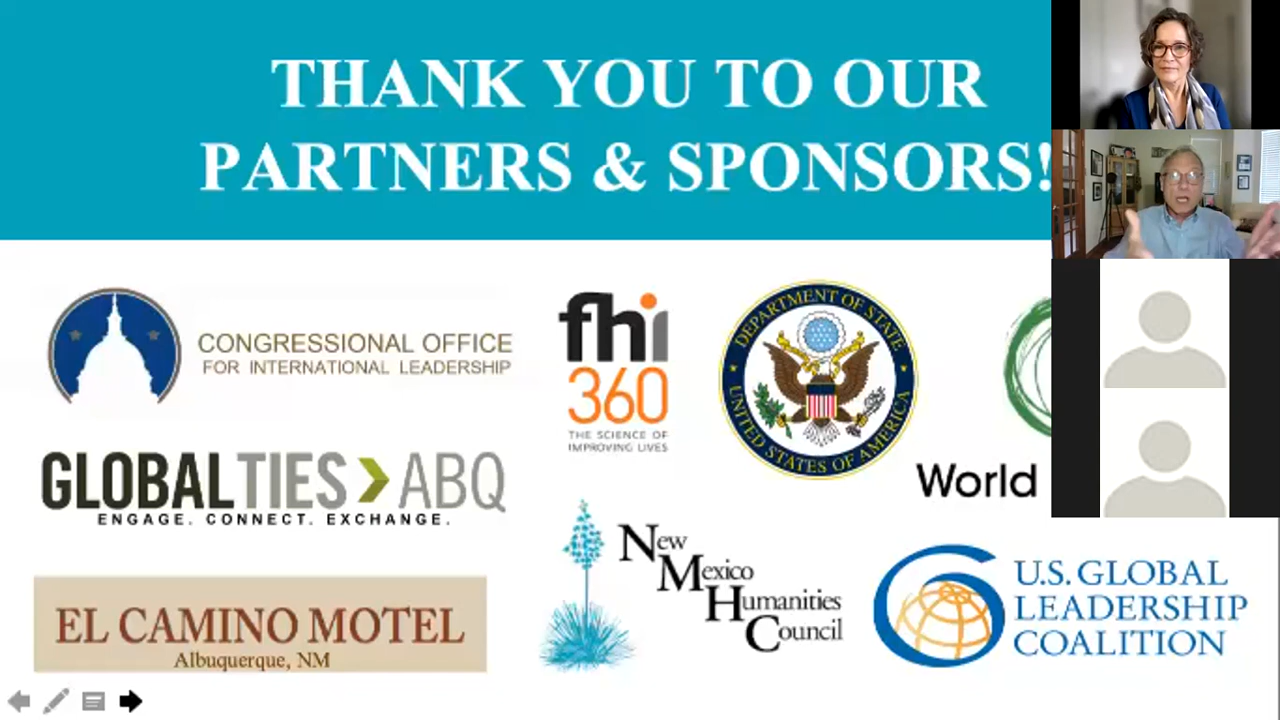 THANK YOU TO OUR
PARTNERS & SPONSORS!
CONGRESSIONAL OFFICE
FOR INTERNATIONAL LEADERSHIP
fhi
360
THE SCIENCE OF
IMPROVING LIVES
DEPARTMENT OF STATE
UNITED STATES OF AMERICA
World
GLOBALTIES ABQ
ENGAGE. CONNECT. EXCHANGE.
New
Mexico
Humanities
Council
U.S. GLOBAL
LEADERSHIP
COALITION
EL CAMINO MOTEL
Albuquerque, NM